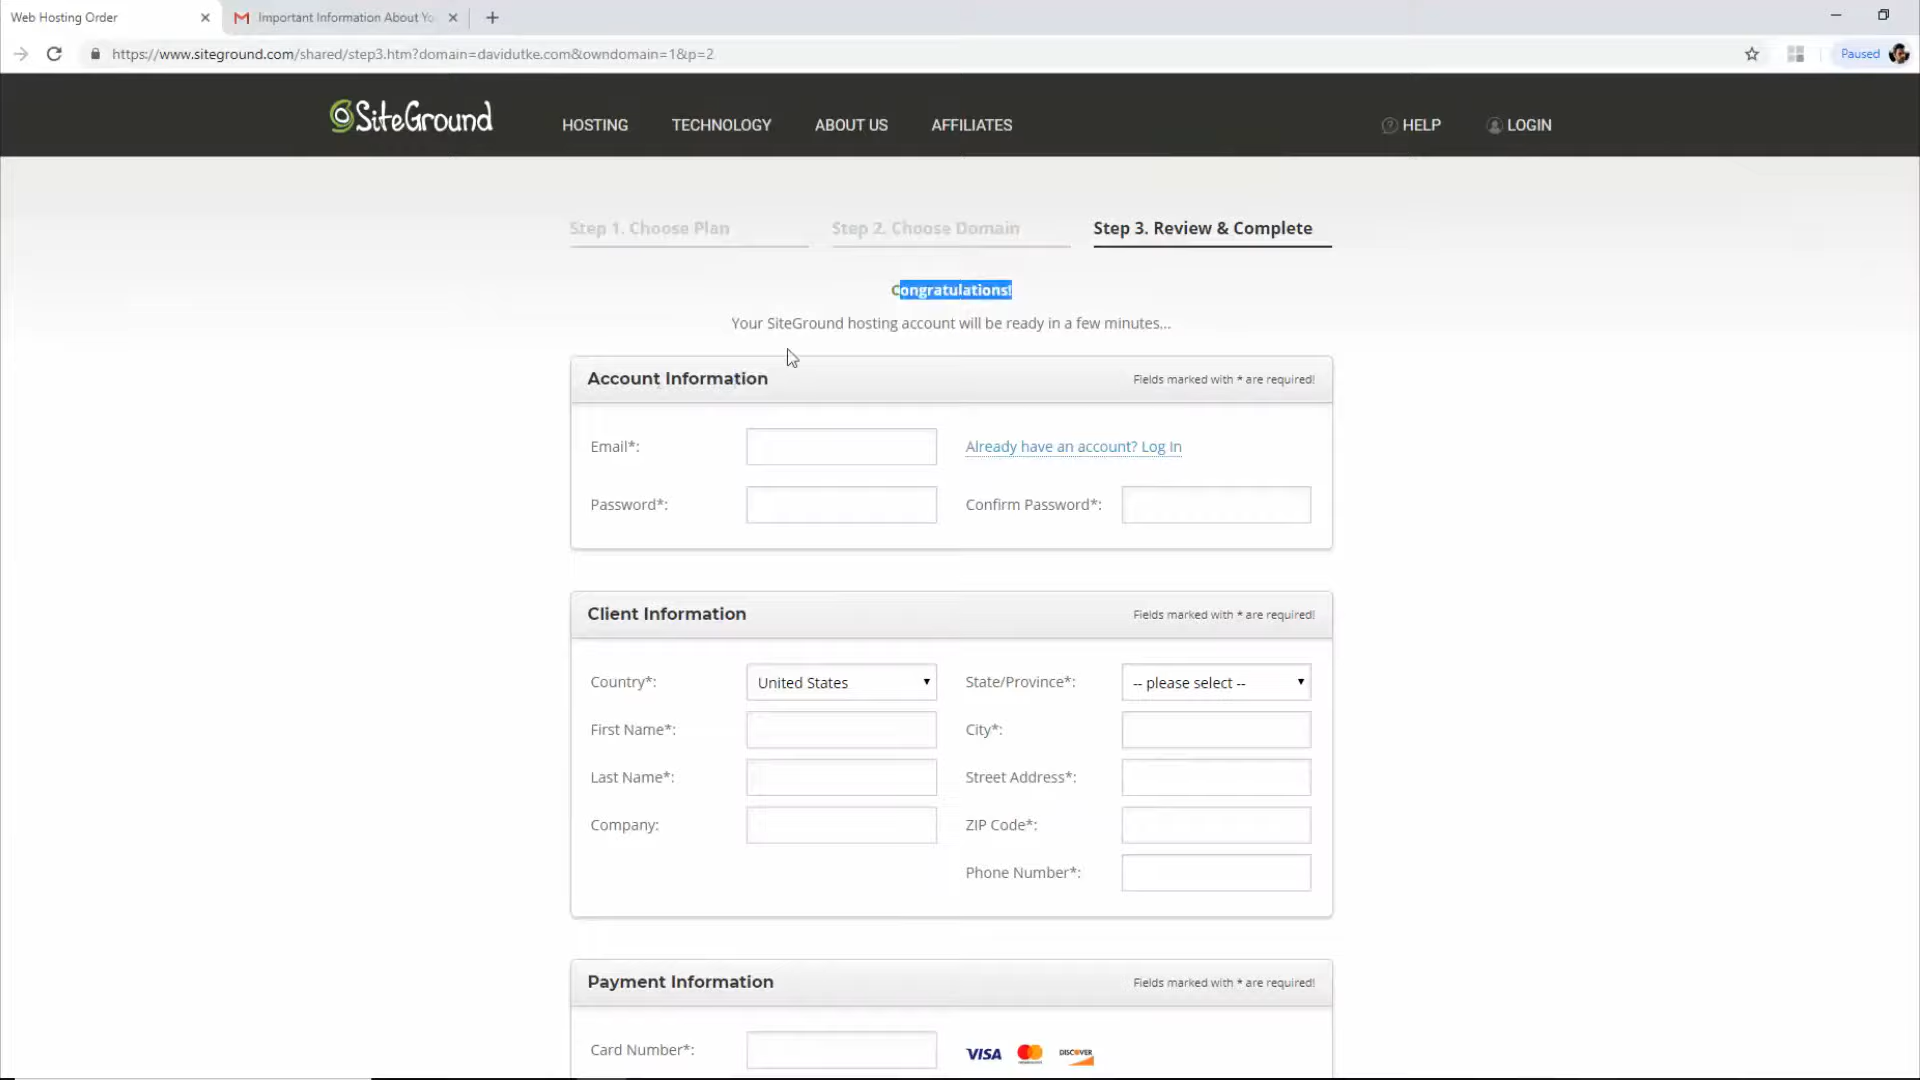 Web Hosting Order
Important Information About Yo
https://www.siteground.com/shared/step3.htm?domain=davidutke.com&owndomain=1&p=2
Paused
SiteGround
HOSTING TECHNOLOGY ABOUT US AFFILIATES
HELP LOGIN
Step 1. Choose Plan
Step 2. Choose Domain
Step 3. Review & Complete
Congratulations!
Your SiteGround hosting account will be ready in a few minutes...
Account Information
Fields marked with * are required!
Email*:
Already have an account? Log In
Password*:
Confirm Password*:
Client Information
Fields marked with * are required!
Country*: United States
State/Province*: -- please select --
First Name*:
City*:
Last Name*:
Street Address*:
Company:
ZIP Code*:
Phone Number*:
Payment Information
Fields marked with * are required!
Card Number*:
VISA
DISCOVER